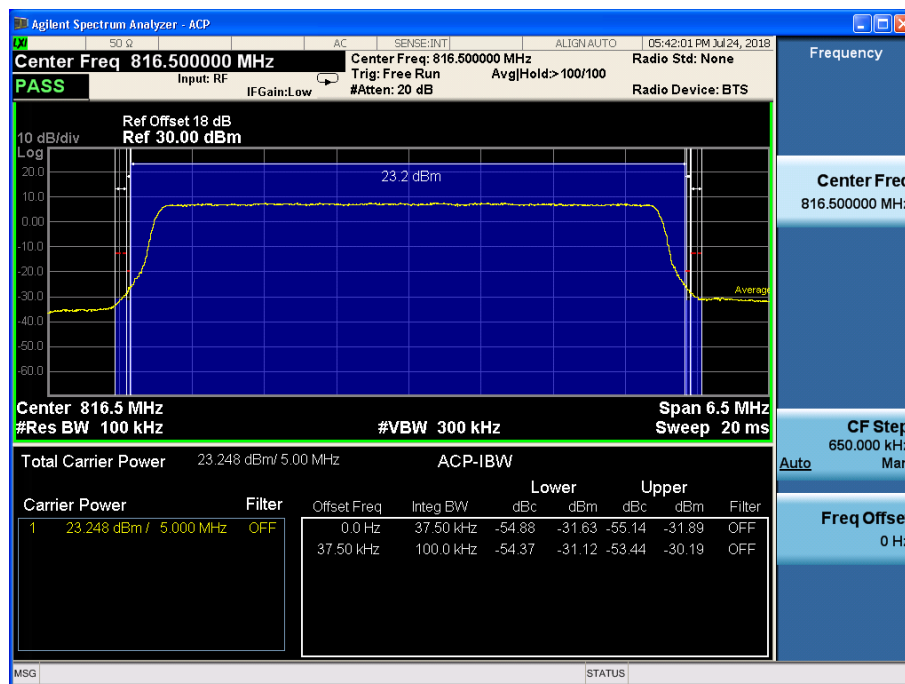 Agilent Spectrum Analyzer - ACP
LXI 50 Ω AC SENSE:INT ALIGN AUTO 05:42:01 PM Jul 24, 2018
Center Freq 816.500000 MHz
Center Freq: 816.500000 MHz Radio Std: None
Input: RF Trig: Free Run Avg|Hold:>100/100
PASS IFGain:Low #Atten: 20 dB Radio Device: BTS
Ref Offset 18 dB
10 dB/div Ref 30.00 dBm
Log
20.0
23.2 dBm
10.0
0.00
-10.0
-20.0
-30.0
Average
-40.0
-50.0
-60.0
Center 816.5 MHz Span 6.5 MHz
#Res BW 100 kHz #VBW 300 kHz Sweep 20 ms
Total Carrier Power 23.248 dBm/ 5.00 MHz ACP-IBW
Lower Upper
Carrier Power Filter Offset Freq Integ BW dBc dBm dBc dBm Filter
1 23.248 dBm / 5.000 MHz OFF 0.0 Hz 37.50 kHz -54.88 -31.63 -55.14 -31.89 OFF
37.50 kHz 100.0 kHz -54.37 -31.12 -53.44 -30.19 OFF
MSG STATUS
Frequency
Center Freq
816.500000 MHz
CF Step
650.000 kHz
Auto Man
Freq Offset
0 Hz